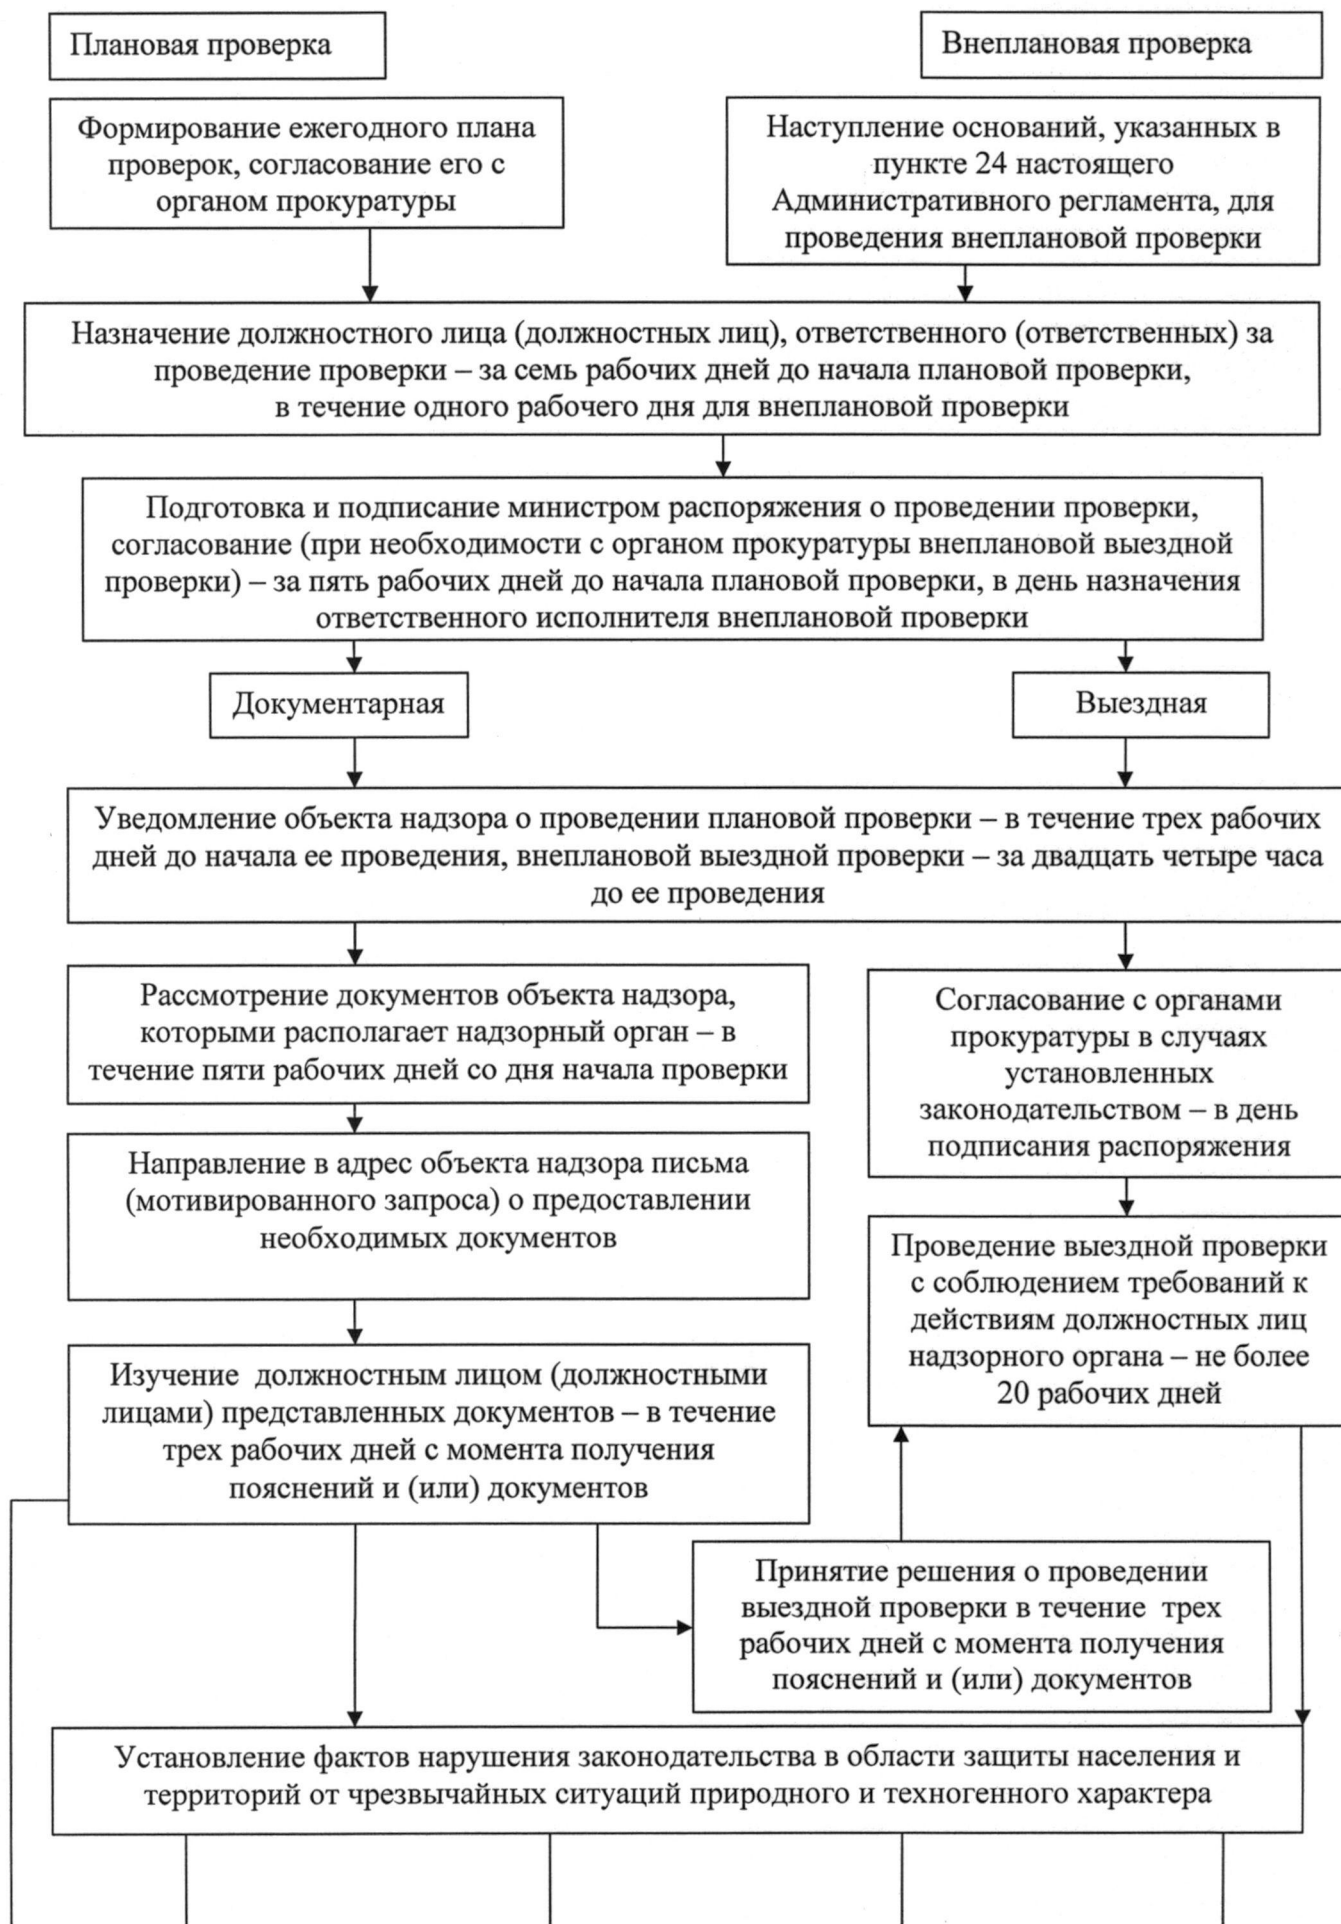 Плановая проверка
Внеплановая проверка
Формирование ежегодного плана
проверок, согласование его с
органом прокуратуры
Наступление оснований, указанных в
пункте 24 настоящего
Административного регламента, для
проведения внеплановой проверки
Назначение должностного лица (должностных лиц), ответственного (ответственных) за
проведение проверки – за семь рабочих дней до начала плановой проверки,
в течение одного рабочего дня для внеплановой проверки
Подготовка и подписание министром распоряжения о проведении проверки,
согласование (при необходимости с органом прокуратуры внеплановой выездной
проверки) – за пять рабочих дней до начала плановой проверки, в день назначения
ответственного исполнителя внеплановой проверки
Документарная
Выездная
Уведомление объекта надзора о проведении плановой проверки – в течение трех рабочих
дней до начала ее проведения, внеплановой выездной проверки – за двадцать четыре часа
до ее проведения
Рассмотрение документов объекта надзора,
которыми располагает надзорный орган – в
течение пяти рабочих дней со дня начала проверки
Согласование с органами
прокуратуры в случаях
установленных
законодательством – в день
подписания распоряжения
Направление в адрес объекта надзора письма
(мотивированного запроса) о предоставлении
необходимых документов
Проведение выездной проверки
с соблюдением требований к
действиям должностных лиц
надзорного органа – не более
20 рабочих дней
Изучение должностным лицом (должностными
лицами) представленных документов – в течение
трех рабочих дней с момента получения
пояснений и (или) документов
Принятие решения о проведении
выездной проверки в течение трех
рабочих дней с момента получения
пояснений и (или) документов
Установление фактов нарушения законодательства в области защиты населения и
территорий от чрезвычайных ситуаций природного и техногенного характера